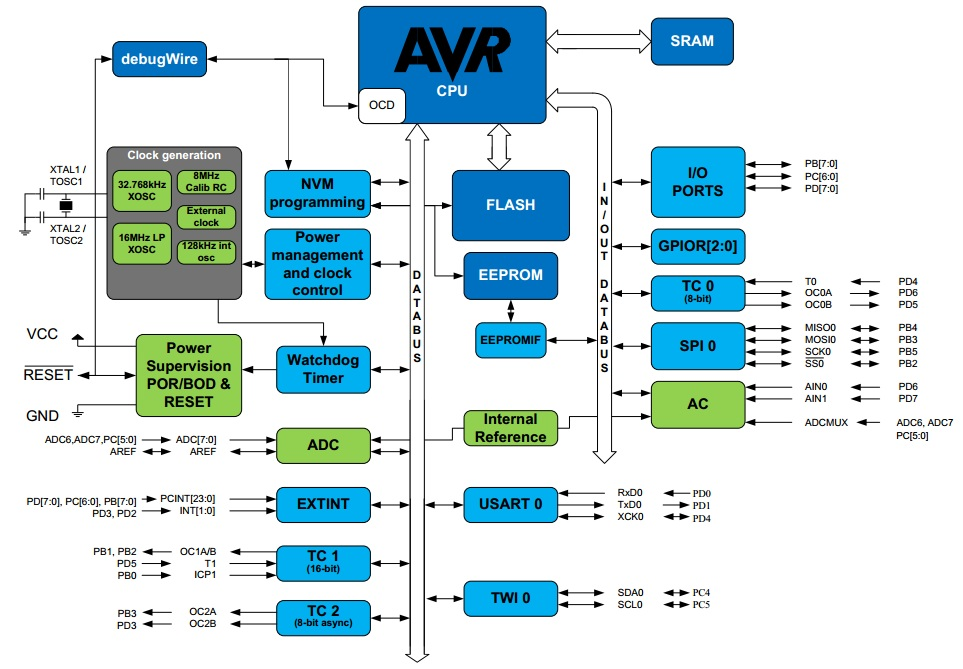 AVR
CPU
OCD
SRAM
debugWire
Clock generation
XTAL1 /
TOSC1
XTAL2 /
TOSC2
32.768kHz
XOSC
8MHz
Calib RC
External
clock
16MHz LP
XOSC
128kHz int
osc
NVM
programming
Power
management
and clock
control
FLASH
EEPROM
EEPROMIF
DATABUS
IN/OUT DATABUS
I/O
PORTS
PB[7:0]
PC[6:0]
PD[7:0]
GPIOR[2:0]
TC 0
(8-bit)
T0 PD4
OC0A PD6
OC0B PD5
SPI 0
MISO0 PB4
MOSI0 PB3
SCK0 PB5
SS0 PB2
AC
AIN0 PD6
AIN1 PD7
ADCMUX ADC6, ADC7
PC[5:0]
VCC
RESET
GND
Power
Supervision
POR/BOD &
RESET
Watchdog
Timer
Internal
Reference
ADC6,ADC7,PC[5:0] ADC[7:0]
AREF AREF
ADC
PD[7:0], PC[6:0], PB[7:0] PCINT[23:0]
PD3, PD2 INT[1:0]
EXTINT
USART 0
RxD0 PD0
TxD0 PD1
XCK0 PD4
PB1, PB2 OC1A/B
PD5 T1
PB0 ICP1
TC 1
(16-bit)
TWI 0
SDA0 PC4
SCL0 PC5
PB3 OC2A
PD3 OC2B
TC 2
(8-bit async)